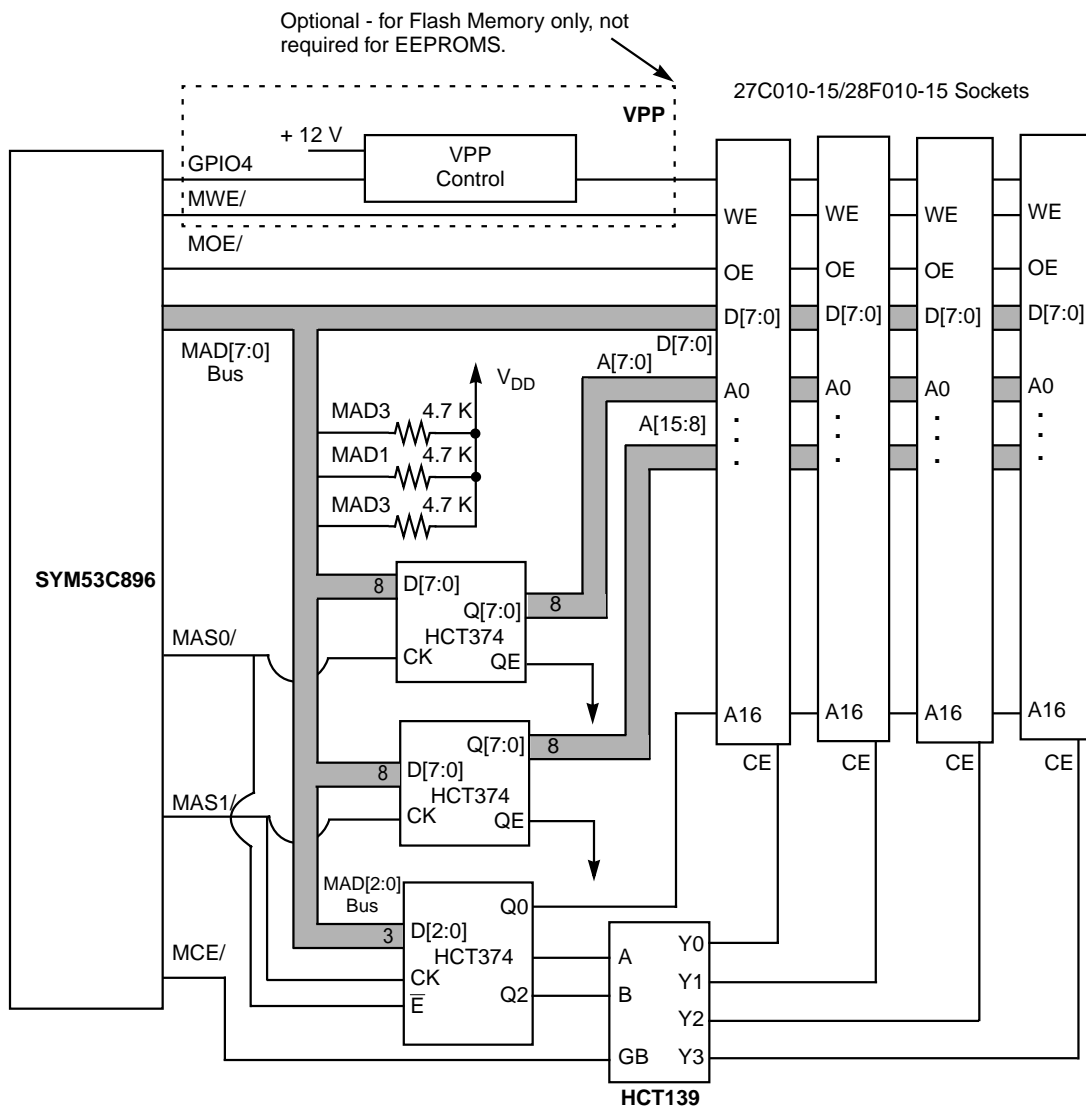 Optional - for Flash Memory only, not
required for EEPROMS.
27C010-15/28F010-15 Sockets
VPP
+ 12 V
VPP
Control
GPIO4
MWE/
MOE/
WE
WE
WE
WE
OE
OE
OE
OE
D[7:0]
D[7:0]
D[7:0]
D[7:0]
MAD[7:0]
Bus
D[7:0]
A[7:0]
VDD
A0
A0
A0
A0
A[15:8]
MAD3
4.7 K
MAD1
4.7 K
MAD3
4.7 K
SYM53C896
8
D[7:0]
Q[7:0]
8
HCT374
CK
QE
MAS0/
A16
A16
A16
A16
Q[7:0]
8
8
D[7:0]
HCT374
CK
QE
CE
CE
CE
CE
MAS1/
MAD[2:0]
Bus
Q0
3
D[2:0]
HCT374
CK
Q2
E
MCE/
A
B
GB
Y0
Y1
Y2
Y3
HCT139